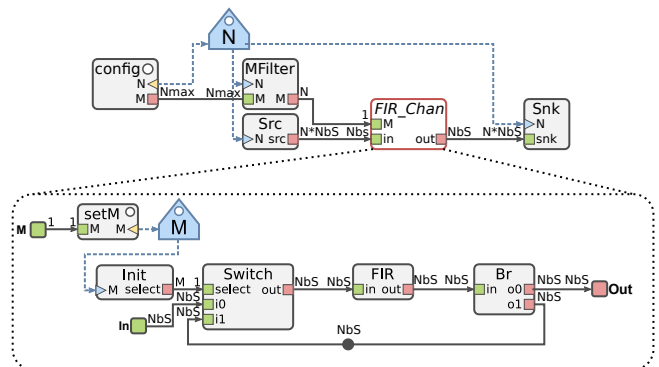 N
config
N
M
Nmax
Nmax
MFilter
N
M
M
N
Src
N
src
N*NbS
Nbs
FIR_Chan
1
M
in
out
NbS
N*NbS
Snk
N
snk
M
1
1
setM
M
M
M
Init
M
select
M
1
Switch
select
out
NbS
i0
In
NbS
i1
NbS
NbS
FIR
in out
NbS
NbS
Br
in
o0
o1
NbS NbS
NbS
Out
NbS